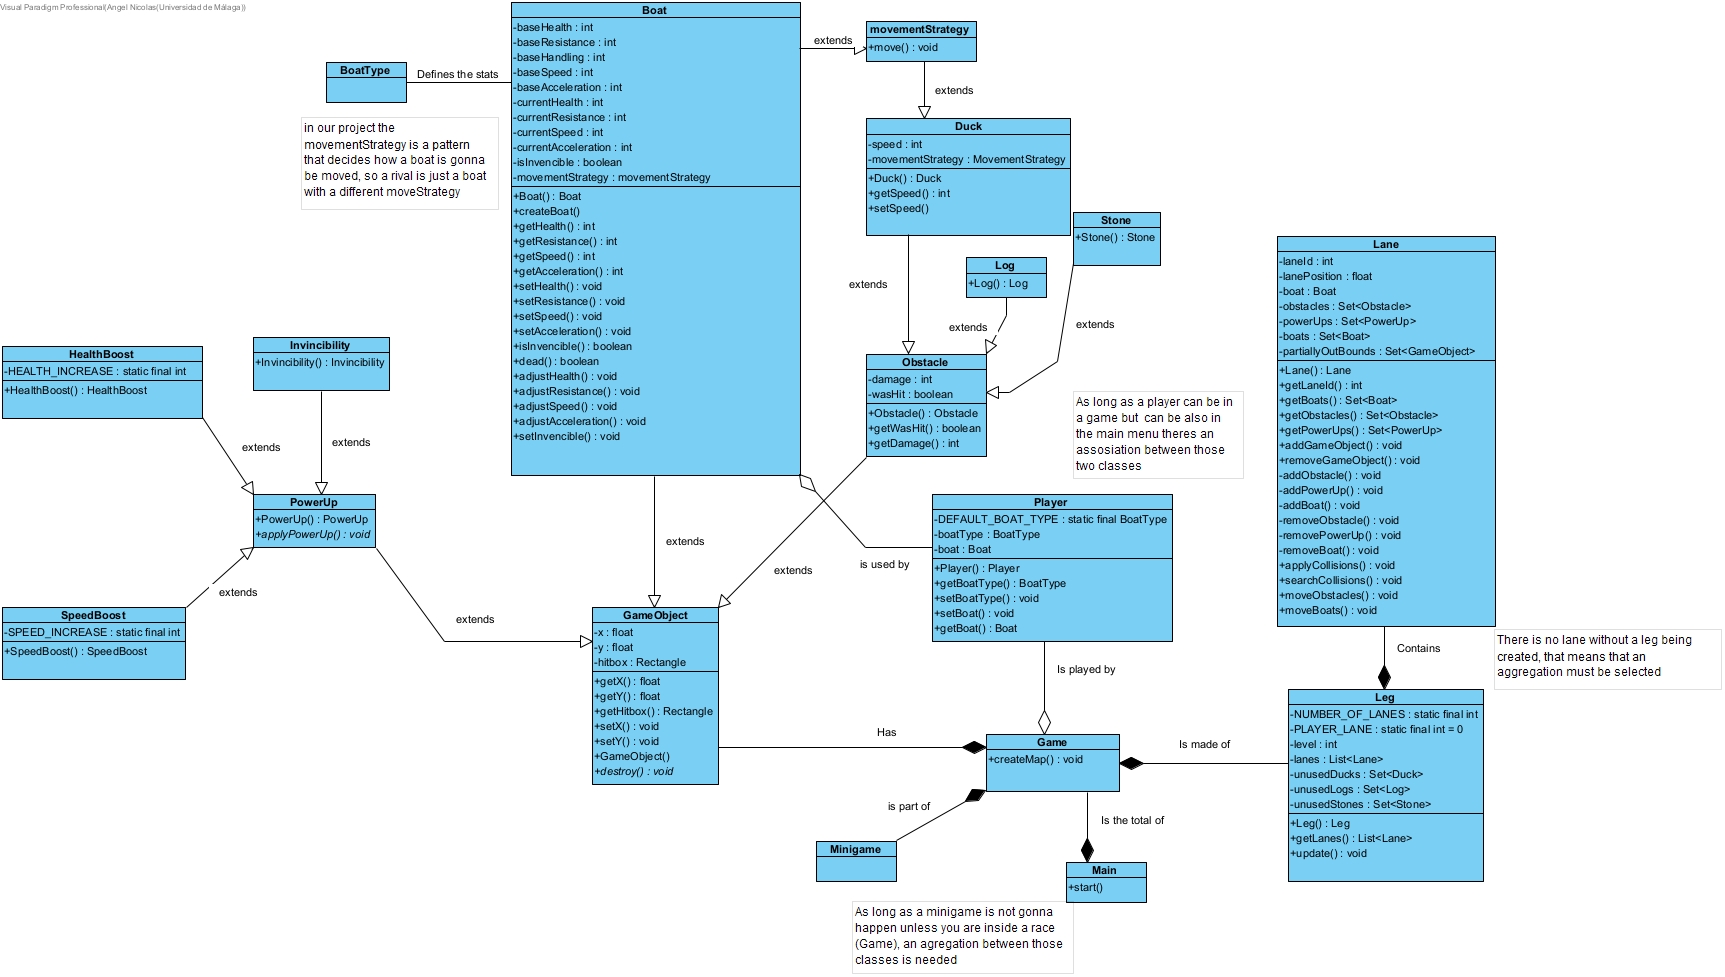 Visual Paradigm Professional(Angel Nicolas(Universidad de Málaga))
Boat
-baseHealth : int
-baseResistance : int
-baseHandling : int
-baseSpeed : int
-baseAcceleration : int
-currentHealth : int
-currentResistance : int
-currentSpeed : int
-currentAcceleration : int
-isInvencible : boolean
-movementStrategy : movementStrategy
+Boat() : Boat
+createBoat()
+getHealth() : int
+getResistance() : int
+getSpeed() : int
+getAcceleration() : int
+setHealth() : void
+setResistance() : void
+setSpeed() : void
+setAcceleration() : void
+isInvencible() : boolean
+dead() : boolean
+adjustHealth() : void
+adjustResistance() : void
+adjustSpeed() : void
+adjustAcceleration() : void
+setInvencible() : void
extends
movementStrategy
+move() : void
extends
BoatType
Defines the stats
in our project the
movementStrategy is a pattern
that decides how a boat is gonna
be moved, so a rival is just a boat
with a different moveStrategy
Duck
-speed : int
-movementStrategy : MovementStrategy
+Duck() : Duck
+getSpeed() : int
+setSpeed()
Stone
+Stone() : Stone
Log
+Log() : Log
extends
extends
extends
Obstacle
-damage : int
-wasHit : boolean
+Obstacle() : Obstacle
+getWasHit() : boolean
+getDamage() : int
Lane
-laneId : int
-lanePosition : float
-boat : Boat
-obstacles : Set<Obstacle>
-powerUps : Set<PowerUp>
-boats : Set<Boat>
-partiallyOutBounds : Set<GameObject>
+Lane() : Lane
+getLaneId() : int
+getBoats() : Set<Boat>
+getObstacles() : Set<Obstacle>
+getPowerUps() : Set<PowerUp>
+addGameObject() : void
+removeGameObject() : void
-addObstacle() : void
-addPowerUp() : void
-addBoat() : void
-removeObstacle() : void
-removePowerUp() : void
-removeBoat() : void
+applyCollisions() : void
+searchCollisions() : void
+moveObstacles() : void
+moveBoats() : void
HealthBoost
-HEALTH_INCREASE : static final int
+HealthBoost() : HealthBoost
Invincibility
+Invincibility() : Invincibility
extends
extends
PowerUp
+PowerUp() : PowerUp
+applyPowerUp() : void
extends
SpeedBoost
-SPEED_INCREASE : static final int
+SpeedBoost() : SpeedBoost
extends
extends
extends
is used by
As long as a player can be in
a game but  can be also in
the main menu theres an
assosiation between those
two classes
Player
-DEFAULT_BOAT_TYPE : static final BoatType
-boatType : BoatType
-boat : Boat
+Player() : Player
+getBoatType() : BoatType
+setBoatType() : void
+setBoat() : void
+getBoat() : Boat
GameObject
-x : float
-y : float
-hitbox : Rectangle
+getX() : float
+getY() : float
+getHitbox() : Rectangle
+setX() : void
+setY() : void
+GameObject()
+destroy() : void
Is played by
Contains
There is no lane without a leg being
created, that means that an
aggregation must be selected
Has
Game
+createMap() : void
Is made of
Leg
-NUMBER_OF_LANES : static final int
-PLAYER_LANE : static final int = 0
-level : int
-lanes : List<Lane>
-unusedDucks : Set<Duck>
-unusedLogs : Set<Log>
-unusedStones : Set<Stone>
+Leg() : Leg
+getLanes() : List<Lane>
+update() : void
is part of
Is the total of
Minigame
Main
+start()
As long as a minigame is not gonna
happen unless you are inside a race
(Game), an agregation between those
classes is needed